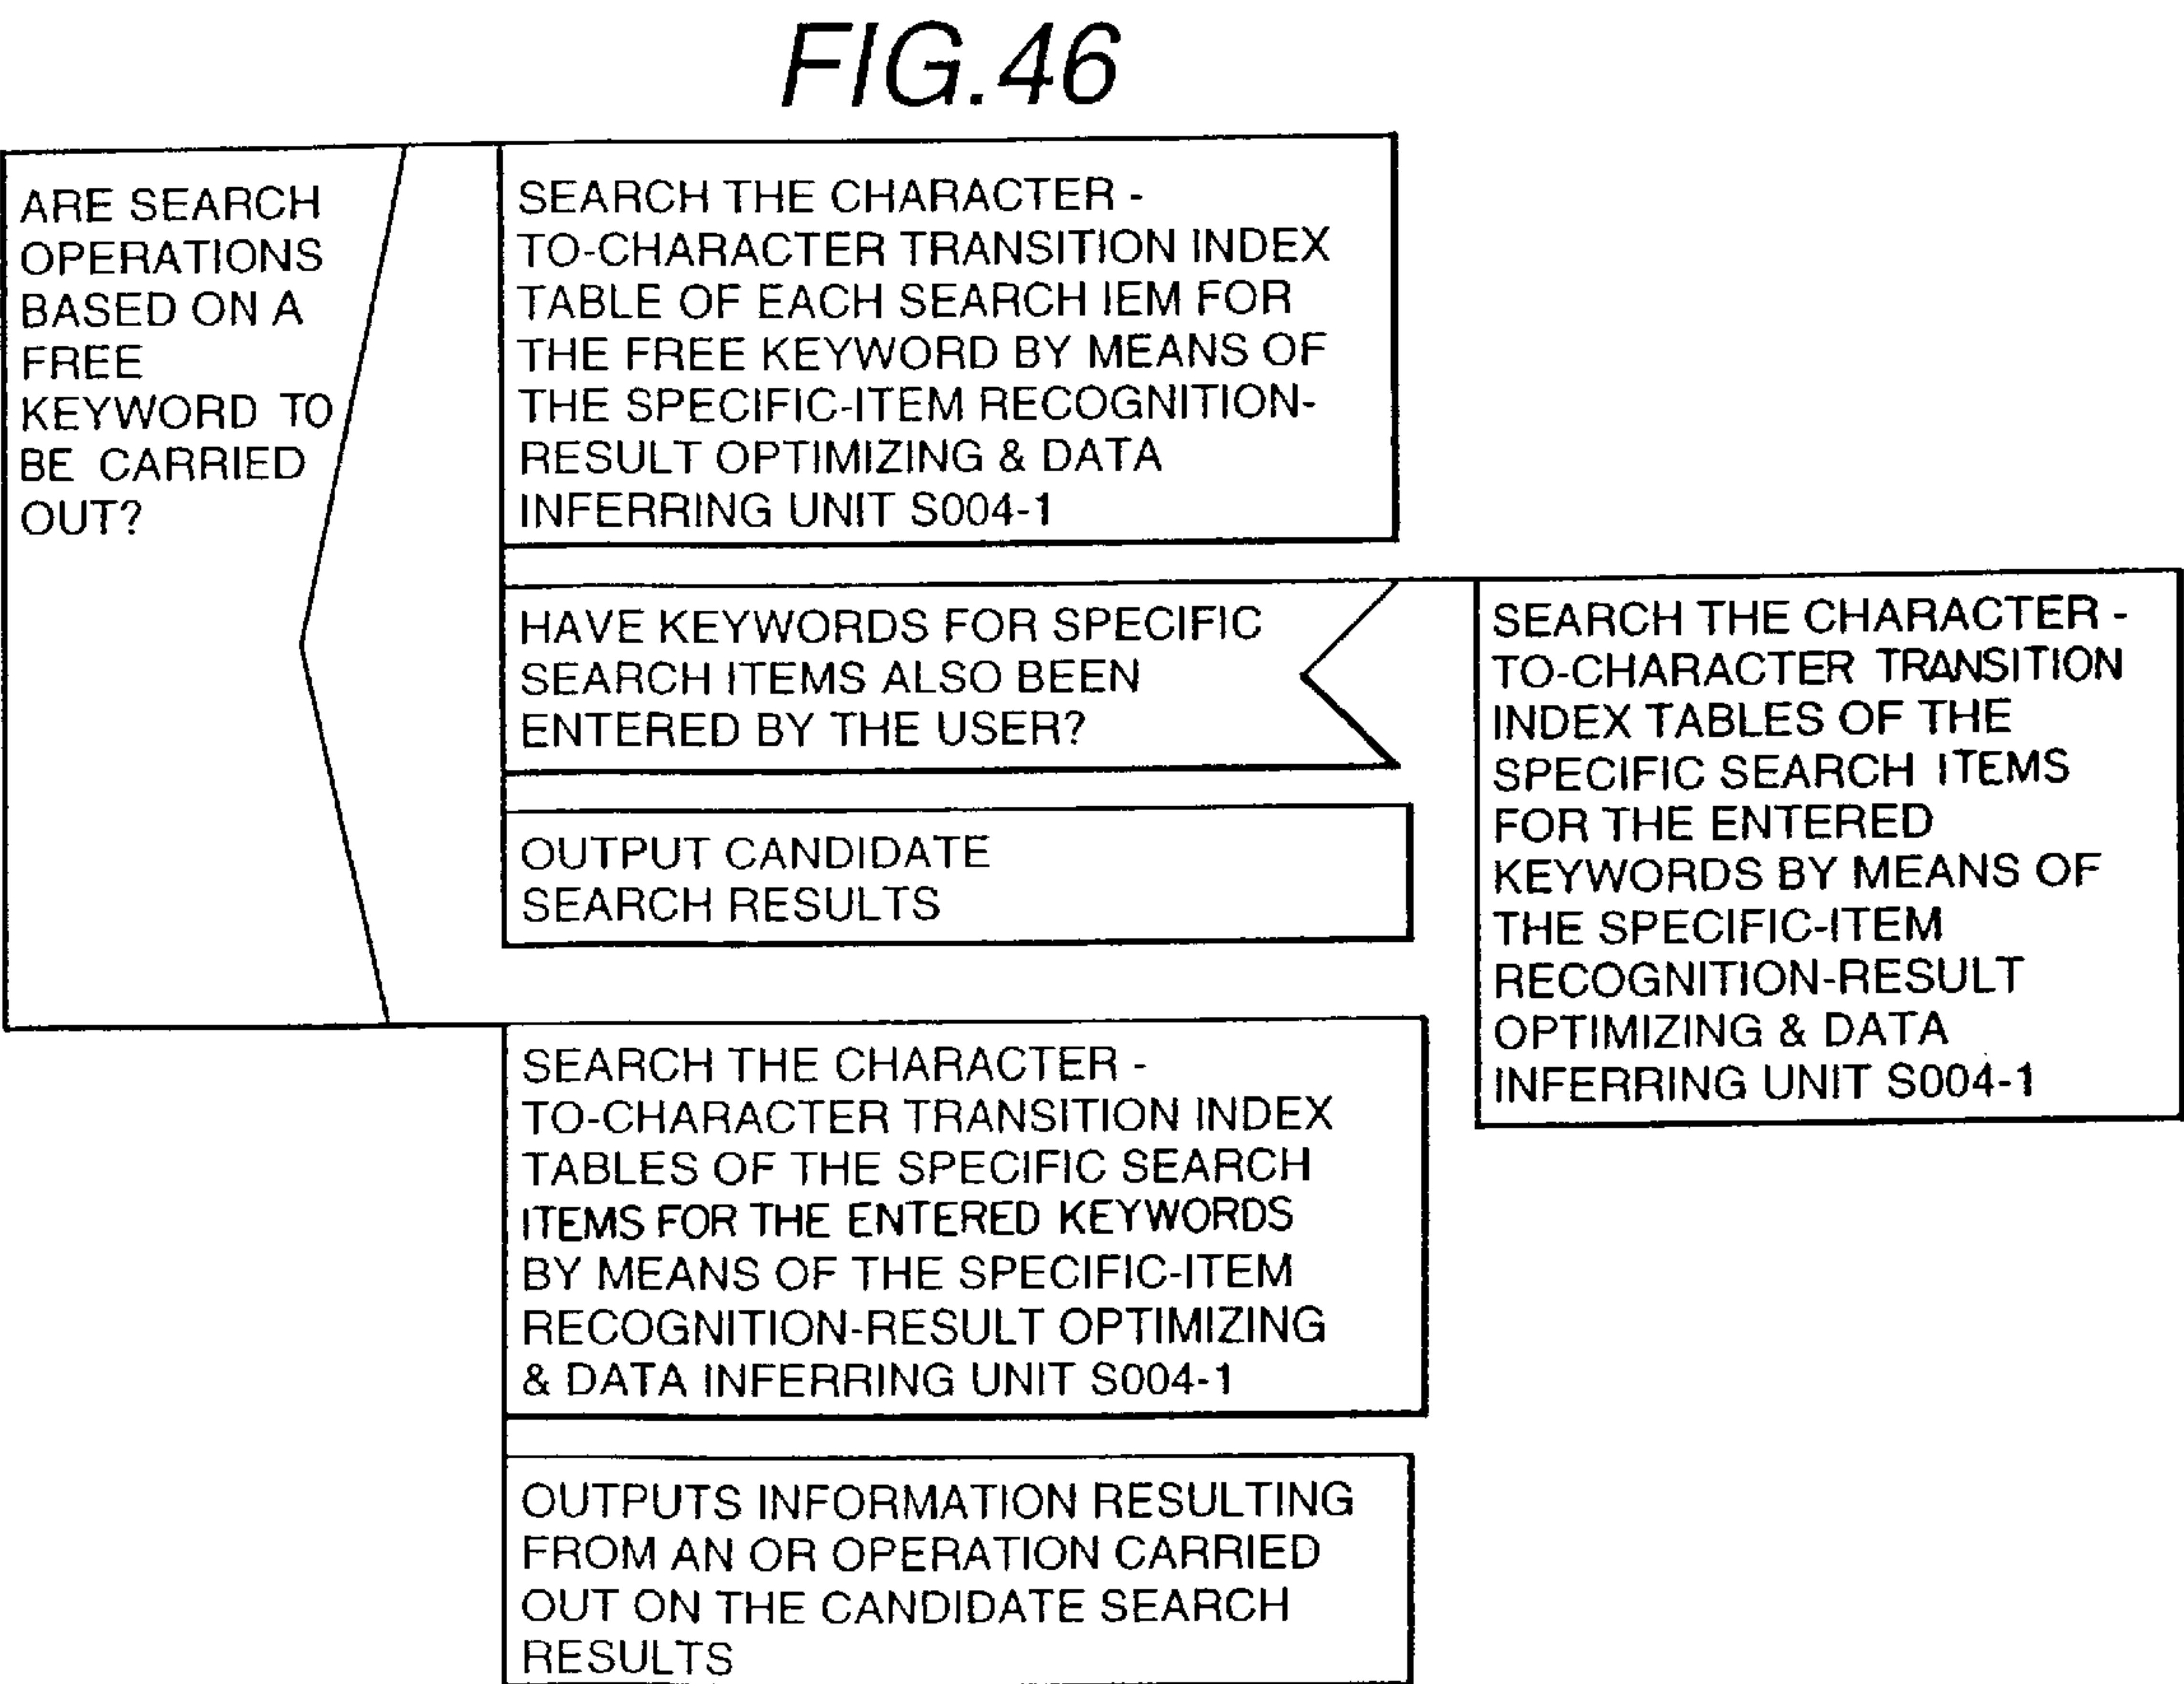 FIG.46
ARE SEARCH
OPERATIONS
BASED ON A
FREE
KEYWORD TO
BE CARRIED
OUT?
SEARCH THE CHARACTER -
TO-CHARACTER TRANSITION INDEX
TABLE OF EACH SEARCH IEM FOR
THE FREE KEYWORD BY MEANS OF
THE SPECIFIC-ITEM RECOGNITION-
RESULT OPTIMIZING & DATA
INFERRING UNIT S004-1
HAVE KEYWORDS FOR SPECIFIC
SEARCH ITEMS ALSO BEEN
ENTERED BY THE USER?
SEARCH THE CHARACTER -
TO-CHARACTER TRANSITION
INDEX TABLES OF THE
SPECIFIC SEARCH ITEMS
FOR THE ENTERED
KEYWORDS BY MEANS OF
THE SPECIFIC-ITEM
RECOGNITION-RESULT
OPTIMIZING & DATA
INFERRING UNIT S004-1
OUTPUT CANDIDATE
SEARCH RESULTS
SEARCH THE CHARACTER -
TO-CHARACTER TRANSITION INDEX
TABLES OF THE SPECIFIC SEARCH
ITEMS FOR THE ENTERED KEYWORDS
BY MEANS OF THE SPECIFIC-ITEM
RECOGNITION-RESULT OPTIMIZING
& DATA INFERRING UNIT S004-1
OUTPUTS INFORMATION RESULTING
FROM AN OR OPERATION CARRIED
OUT ON THE CANDIDATE SEARCH
RESULTS